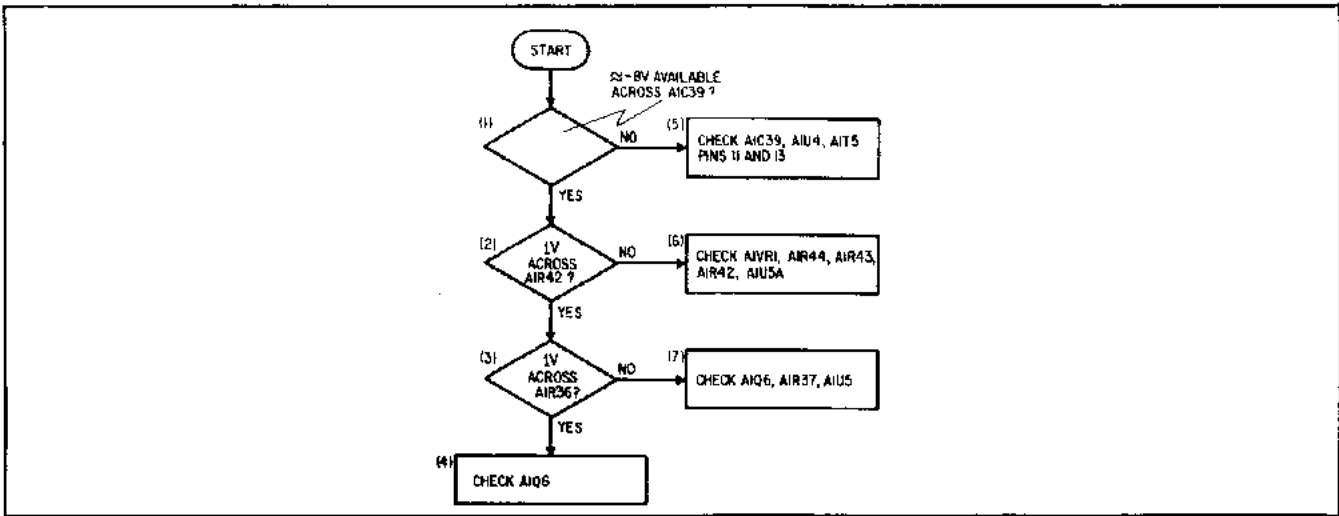 START
≈-8V AVAILABLE
ACROSS A1C39?
(1)
NO
(5)
CHECK A1C39, A1U4, A1T5
PINS 11 AND 13
YES
(2)
1V
ACROSS
A1R42?
NO
(6)
CHECK A1VR1, A1R44, A1R43,
A1R42, A1U5A
YES
(3)
1V
ACROSS
A1R36?
NO
(7)
CHECK A1Q6, A1R37, A1U5
YES
(4)
CHECK A1Q6